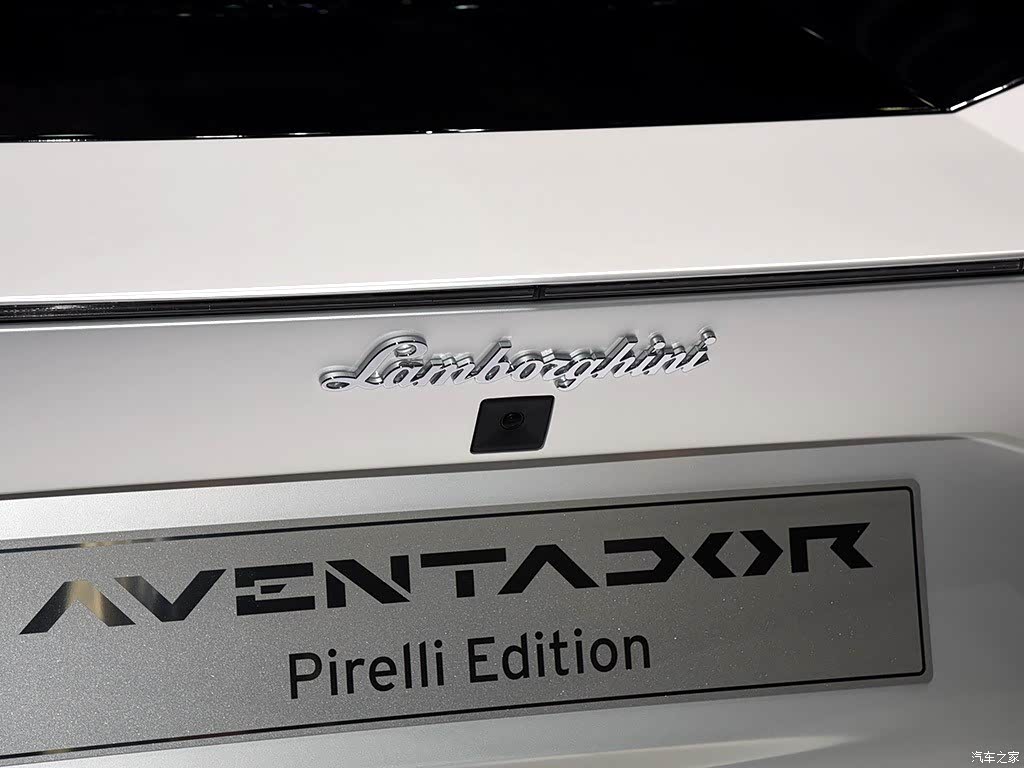 Lamborghini
AVENTADOR
Pirelli Edition
汽车之家